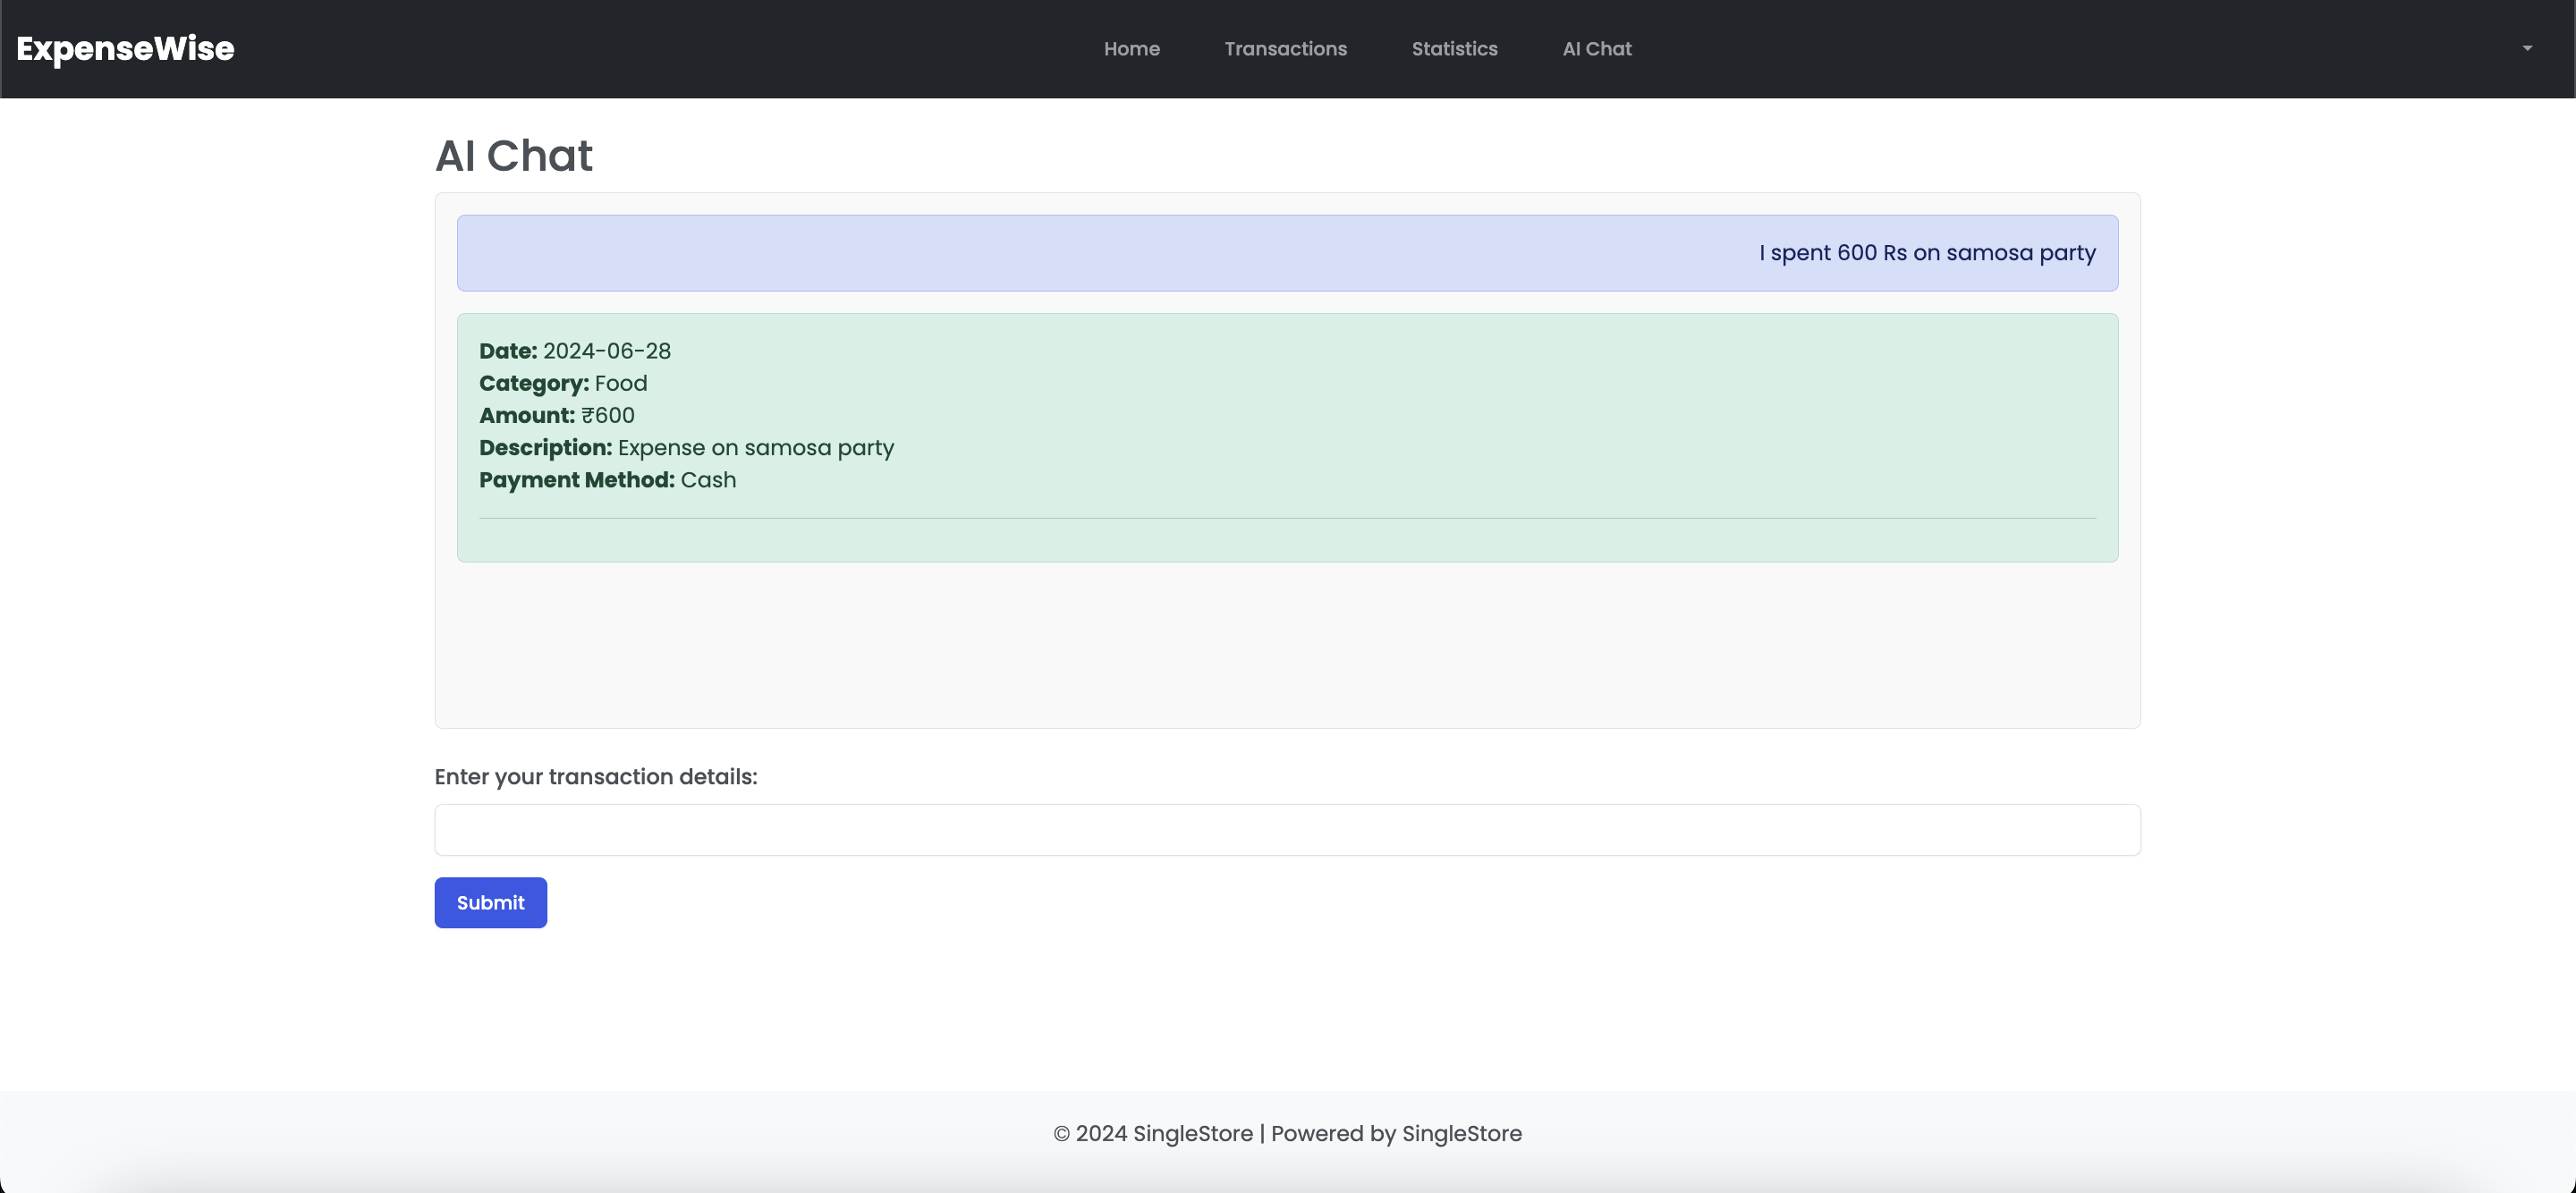 ExpenseWise
Home
Transactions
Statistics
AI Chat
AI Chat
I spent 600 Rs on samosa party
Date: 2024-06-28
Category: Food
Amount: ₹600
Description: Expense on samosa party
Payment Method: Cash
Enter your transaction details:
Submit
© 2024 SingleStore | Powered by SingleStore